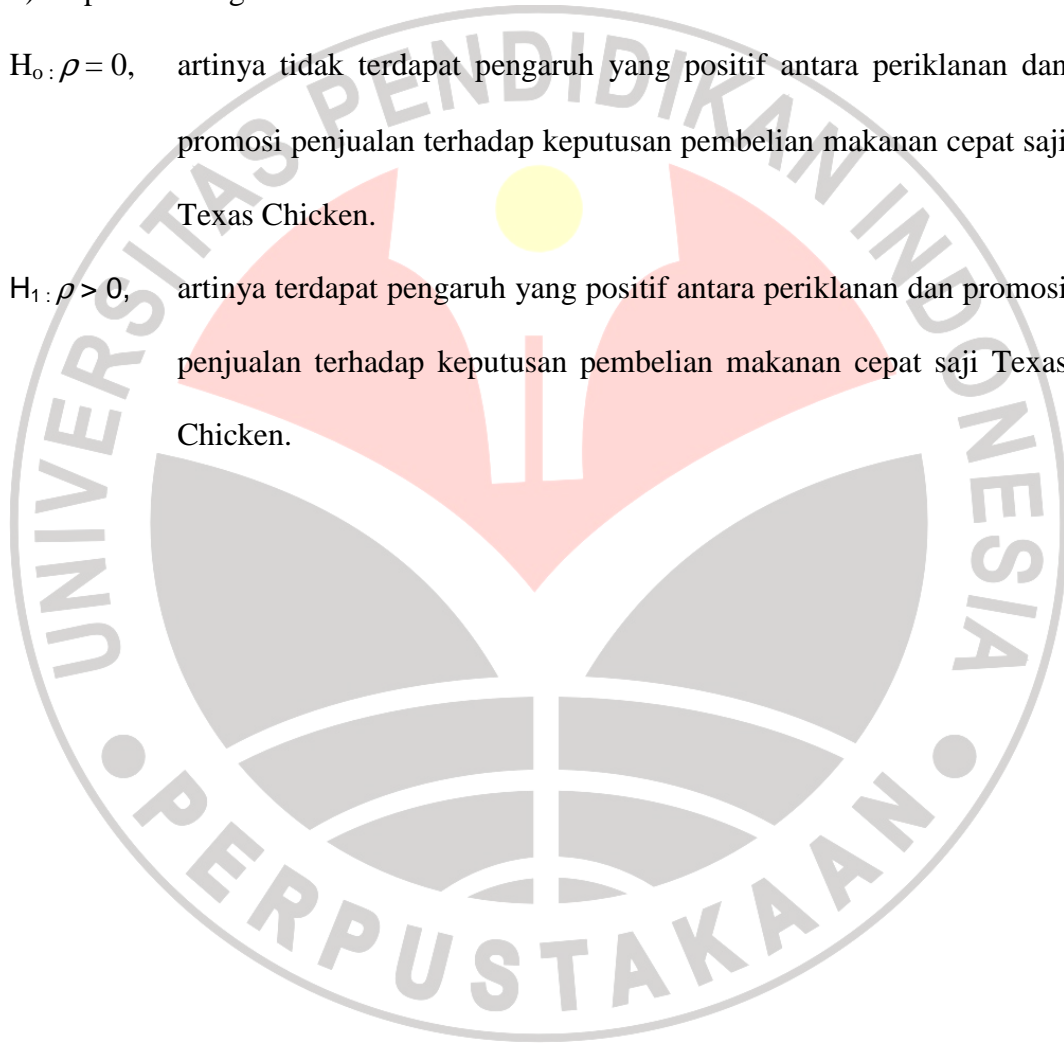 Hₒ : ρ = 0, artinya tidak terdapat pengaruh yang positif antara periklanan dan
promosi penjualan terhadap keputusan pembelian makanan cepat saji
Texas Chicken.
H₁ : ρ > 0, artinya terdapat pengaruh yang positif antara periklanan dan promosi
penjualan terhadap keputusan pembelian makanan cepat saji Texas
Chicken.
UNIVERSITAS PENDIDIKAN INDONESIA
PERPUSTAKAAN